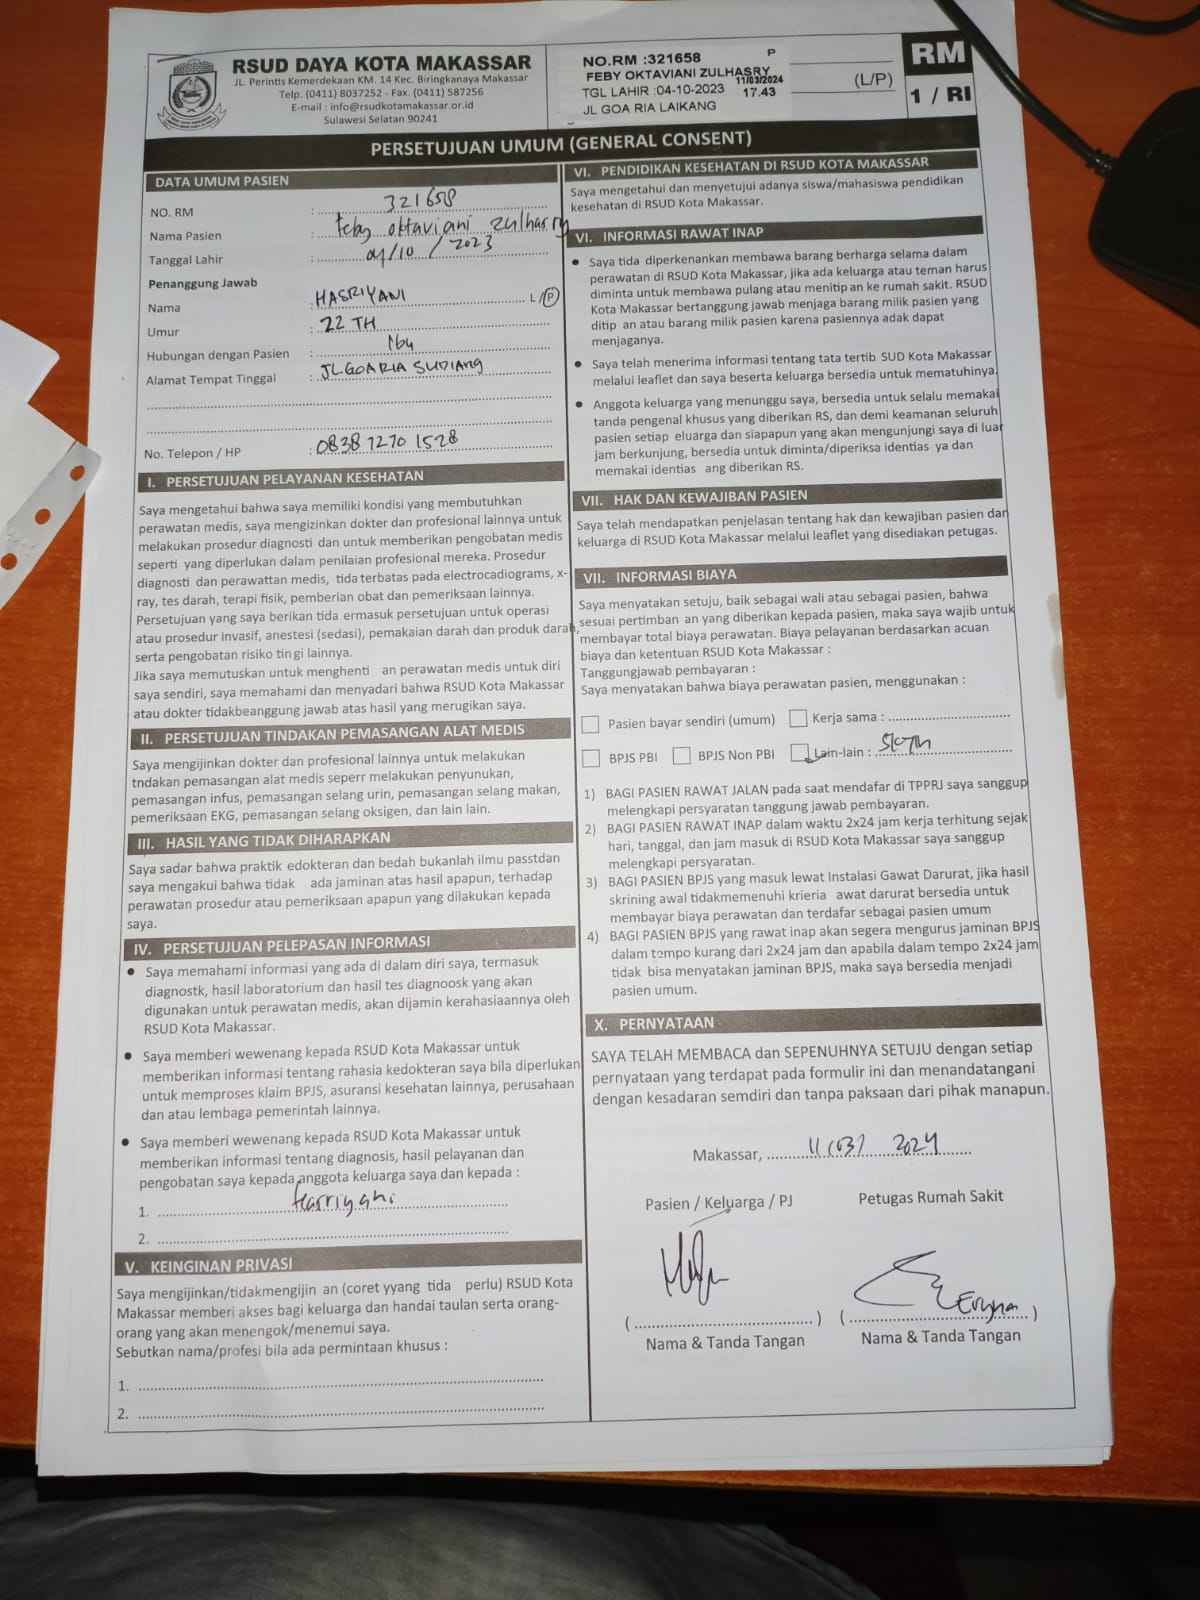 RSUD DAYA KOTA MAKASSAR
JL. Perintis Kemerdekaan KM. 14 Kec. Biringkanaya Makassar
Telp. (0411) 8037252 - Fax. (0411) 587256
E-mail : info@rsudkotamakassar.or.id
Sulawesi Selatan 90241
NO.RM :321658 P
FEBY OKTAVIANI ZULHASRY
11/03/2024
TGL LAHIR :04-10-2023 17.43
JL GOA RIA LAIKANG
(L/P)
RM
1 / RI
PERSETUJUAN UMUM (GENERAL CONSENT)
DATA UMUM PASIEN
NO. RM : 321658
Nama Pasien : feby oktaviani zulhasry
Tanggal Lahir : 04/10/2023
Penanggung Jawab
Nama : HASRIYANI L/P
Umur : 22 TH
Hubungan dengan Pasien : Ibu
Alamat Tempat Tinggal : JL GOA RIA SUDIANG
No. Telepon / HP : 0838 1270 1528
I. PERSETUJUAN PELAYANAN KESEHATAN
Saya mengetahui bahwa saya memiliki kondisi yang membutuhkan
perawatan medis, saya mengizinkan dokter dan profesional lainnya untuk
melakukan prosedur diagnosti dan untuk memberikan pengobatan medis
seperti yang diperlukan dalam penilaian profesional mereka. Prosedur
diagnosti dan perawattan medis, tida terbatas pada electrocadiograms, x-
ray, tes darah, terapi fisik, pemberian obat dan pemeriksaan lainnya.
Persetujuan yang saya berikan tida ermasuk persetujuan untuk operasi
atau prosedur invasif, anestesi (sedasi), pemakaian darah dan produk darah,
serta pengobatan risiko tin gi lainnya.
Jika saya memutuskan untuk menghenti an perawatan medis untuk diri
saya sendiri, saya memahami dan menyadari bahwa RSUD Kota Makassar
atau dokter tidakbeanggung jawab atas hasil yang merugikan saya.
II. PERSETUJUAN TINDAKAN PEMASANGAN ALAT MEDIS
Saya mengijinkan dokter dan profesional lainnya untuk melakukan
tndakan pemasangan alat medis seperr melakukan penyunukan,
pemasangan infus, pemasangan selang urin, pemasangan selang makan,
pemeriksaan EKG, pemasangan selang oksigen, dan lain lain.
III. HASIL YANG TIDAK DIHARAPKAN
Saya sadar bahwa praktik edokteran dan bedah bukanlah ilmu passtdan
saya mengakui bahwa tidak ada jaminan atas hasil apapun, terhadap
perawatan prosedur atau pemeriksaan apapun yang dilakukan kepada
saya.
IV. PERSETUJUAN PELEPASAN INFORMASI
• Saya memahami informasi yang ada di dalam diri saya, termasuk
diagnostk, hasil laboratorium dan hasil tes diagnoosk yang akan
digunakan untuk perawatan medis, akan dijamin kerahasiaannya oleh
RSUD Kota Makassar.
• Saya memberi wewenang kepada RSUD Kota Makassar untuk
memberikan informasi tentang rahasia kedokteran saya bila diperlukan
untuk memproses klaim BPJS, asuransi kesehatan lainnya, perusahaan
dan atau lembaga pemerintah lainnya.
• Saya memberi wewenang kepada RSUD Kota Makassar untuk
memberikan informasi tentang diagnosis, hasil pelayanan dan
pengobatan saya kepada anggota keluarga saya dan kepada :
1. Hasriyani
2.
V. KEINGINAN PRIVASI
Saya mengijinkan/tidakmengijin an (coret yyang tida perlu) RSUD Kota
Makassar memberi akses bagi keluarga dan handai taulan serta orang-
orang yang akan menengok/menemui saya.
Sebutkan nama/profesi bila ada permintaan khusus :
1.
2.
VI. PENDIDIKAN KESEHATAN DI RSUD KOTA MAKASSAR
Saya mengetahui dan menyetujui adanya siswa/mahasiswa pendidikan
kesehatan di RSUD Kota Makassar.
VI. INFORMASI RAWAT INAP
• Saya tida diperkenankan membawa barang berharga selama dalam
perawatan di RSUD Kota Makassar, jika ada keluarga atau teman harus
diminta untuk membawa pulang atau menitip an ke rumah sakit. RSUD
Kota Makassar bertanggung jawab menjaga barang milik pasien yang
ditip an atau barang milik pasien karena pasiennya adak dapat
menjaganya.
• Saya telah menerima informasi tentang tata tertib SUD Kota Makassar
melalui leaflet dan saya beserta keluarga bersedia untuk mematuhinya.
• Anggota keluarga yang menunggu saya, bersedia untuk selalu memakai
tanda pengenal khusus yang diberikan RS, dan demi keamanan seluruh
pasien setiap eluarga dan siapapun yang akan mengunjungi saya di luar
jam berkunjung, bersedia untuk diminta/diperiksa identias ya dan
memakai identias ang diberikan RS.
VII. HAK DAN KEWAJIBAN PASIEN
Saya telah mendapatkan penjelasan tentang hak dan kewajiban pasien dan
keluarga di RSUD Kota Makassar melalui leaflet yang disediakan petugas.
VII. INFORMASI BIAYA
Saya menyatakan setuju, baik sebagai wali atau sebagai pasien, bahwa
sesuai pertimban an yang diberikan kepada pasien, maka saya wajib untuk
membayar total biaya perawatan. Biaya pelayanan berdasarkan acuan
biaya dan ketentuan RSUD Kota Makassar :
Tanggungjawab pembayaran :
Saya menyatakan bahwa biaya perawatan pasien, menggunakan :
Pasien bayar sendiri (umum) Kerja sama :
BPJS PBI BPJS Non PBI Lain-lain : SKTM
1) BAGI PASIEN RAWAT JALAN pada saat mendafar di TPPRJ saya sanggup
melengkapi persyaratan tanggung jawab pembayaran.
2) BAGI PASIEN RAWAT INAP dalam waktu 2x24 jam kerja terhitung sejak
hari, tanggal, dan jam masuk di RSUD Kota Makassar saya sanggup
melengkapi persyaratan.
3) BAGI PASIEN BPJS yang masuk lewat Instalasi Gawat Darurat, jika hasil
skrining awal tidakmemenuhi krieria awat darurat bersedia untuk
membayar biaya perawatan dan terdafar sebagai pasien umum
4) BAGI PASIEN BPJS yang rawat inap akan segera mengurus jaminan BPJS
dalam tempo kurang dari 2x24 jam dan apabila dalam tempo 2x24 jam
tidak bisa menyatakan jaminan BPJS, maka saya bersedia menjadi
pasien umum.
X. PERNYATAAN
SAYA TELAH MEMBACA dan SEPENUHNYA SETUJU dengan setiap
pernyataan yang terdapat pada formulir ini dan menandatangani
dengan kesadaran semdiri dan tanpa paksaan dari pihak manapun.
Makassar, 11/03/ 2024
Pasien / Keluarga / PJ Petugas Rumah Sakit
( ) ( )
Nama & Tanda Tangan Nama & Tanda Tangan